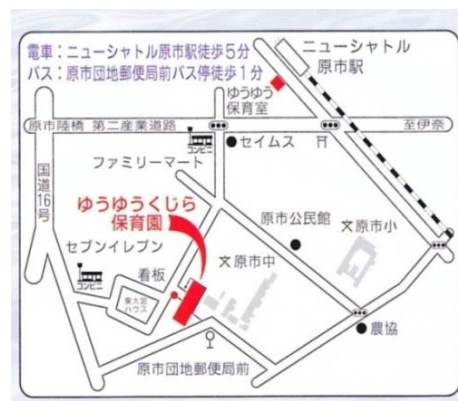 電車：ニューシャトル原市駅徒歩5分
バス：原市団地郵便局前バス停徒歩1分
ニューシャトル
原市駅
ゆうゆう
保育室
原市陸橋 第二産業道路
至伊奈
コンビニ
セイムス
ファミリーマート
国道16号
ゆうゆうくじら
保育園
原市公民館
文原市小
セブンイレブン
コンビニ
看板
文原市中
東大宮
ハウス
農協
原市団地郵便局前